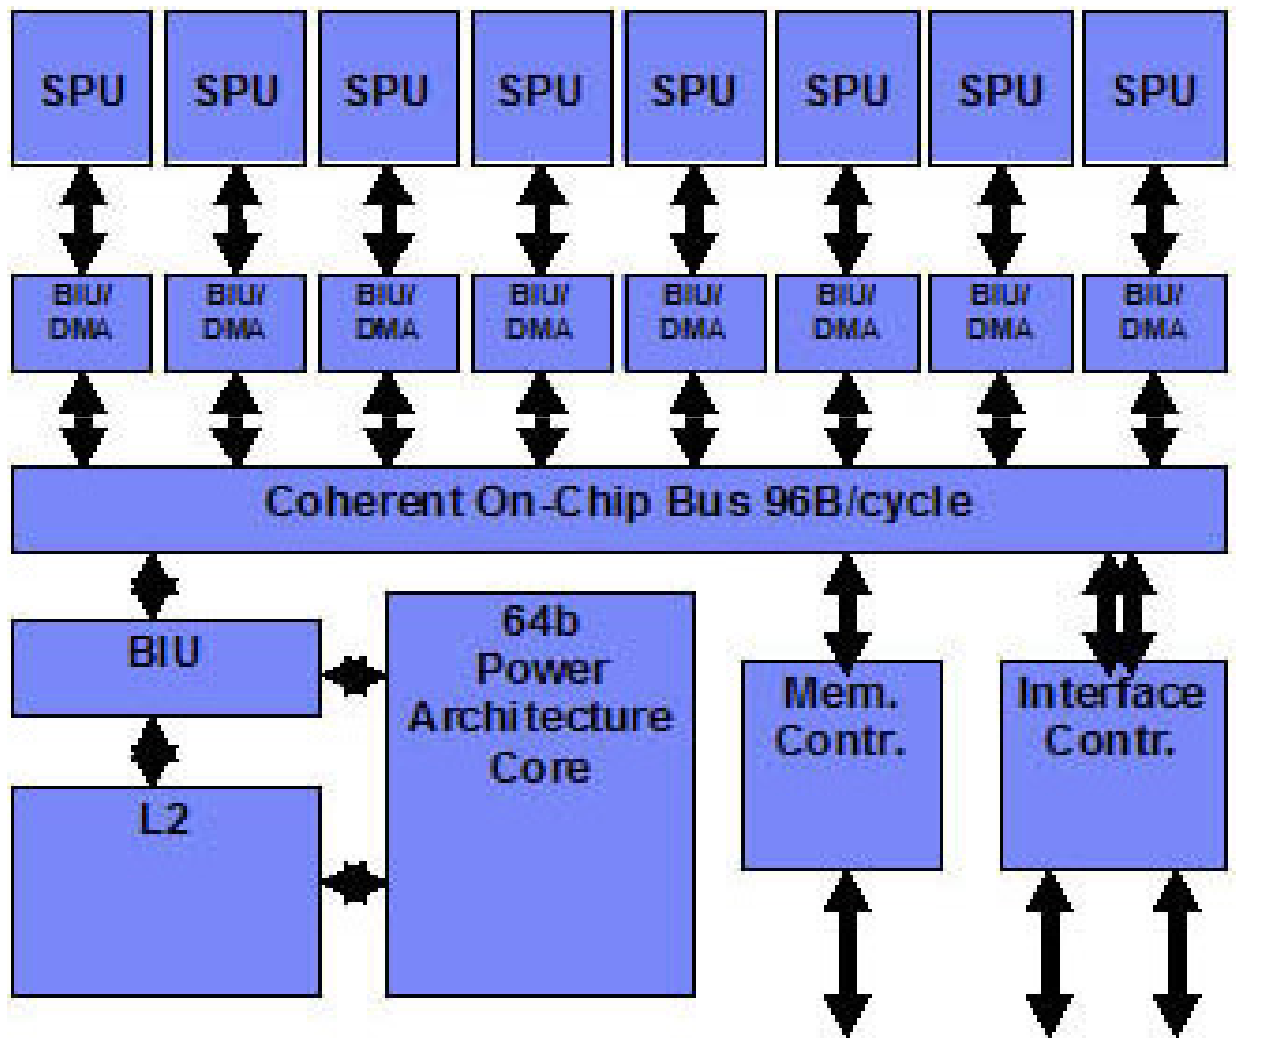 SPU SPU SPU SPU SPU SPU SPU SPU
BIU/ BIU/ BIU/ BIU/ BIU/ BIU/ BIU/ BIU/
DMA DMA DMA DMA DMA DMA DMA DMA
Coherent On-Chip Bus 96B/cycle
BIU
L2
64b
Power
Architecture
Core
Mem.
Contr.
Interface
Contr.